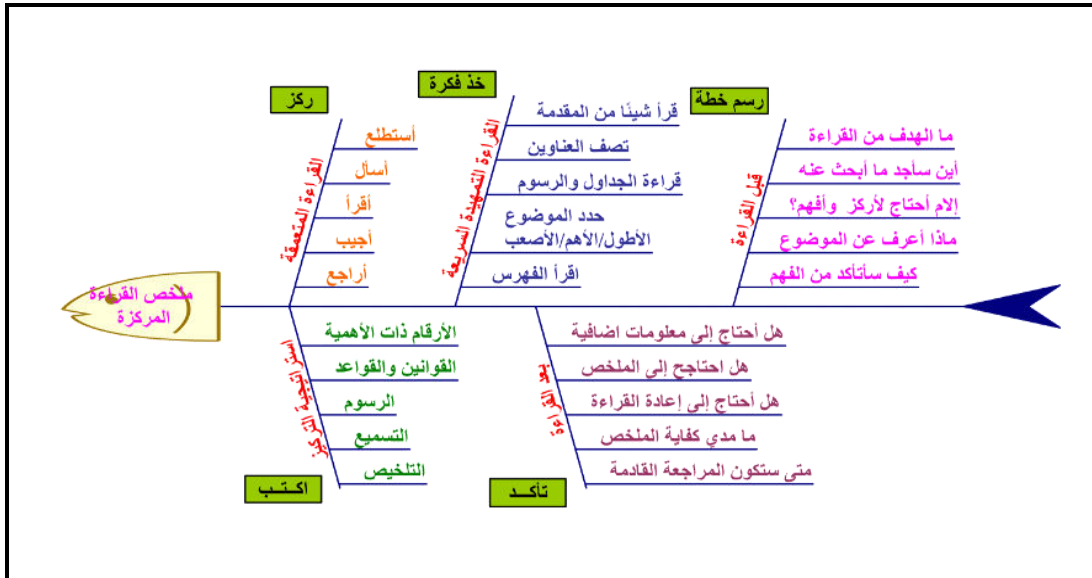 رسم خطة
قبل القراءة
ما الهدف من القراءة
أين سأجد ما أبحث عنه
إلام أحتاج لأركز وأفهم؟
ماذا أعرف عن الموضوع
كيف سأتأكد من الفهم
خذ فكرة
القراءة التمهيدة السريعة
قرأ شيئًا من المقدمة
تصف العناوين
قراءة الجداول والرسوم
حدد الموضوع
الأطول/الأهم/الأصعب
اقرأ الفهرس
ركز
القراءة المتعمقة
أستطلع
أسأل
أقرأ
أجيب
أراجع
ملخص القراءة
المركزة
تأكــد
بعد القراءة
هل أحتاج إلى معلومات اضافية
هل احتاجح إلى الملخص
هل أحتاج إلى إعادة القراءة
ما مدي كفاية الملخص
متى ستكون المراجعة القادمة
اكــتــب
استراتيجية التركيز
الأرقام ذات الأهمية
القوانين والقواعد
الرسوم
التسميع
التلخيص